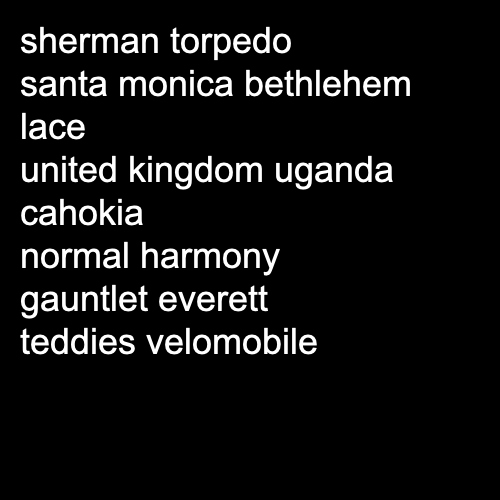 sherman torpedo
santa monica bethlehem
lace
united kingdom uganda
cahokia
normal harmony
gauntlet everett
teddies velomobile